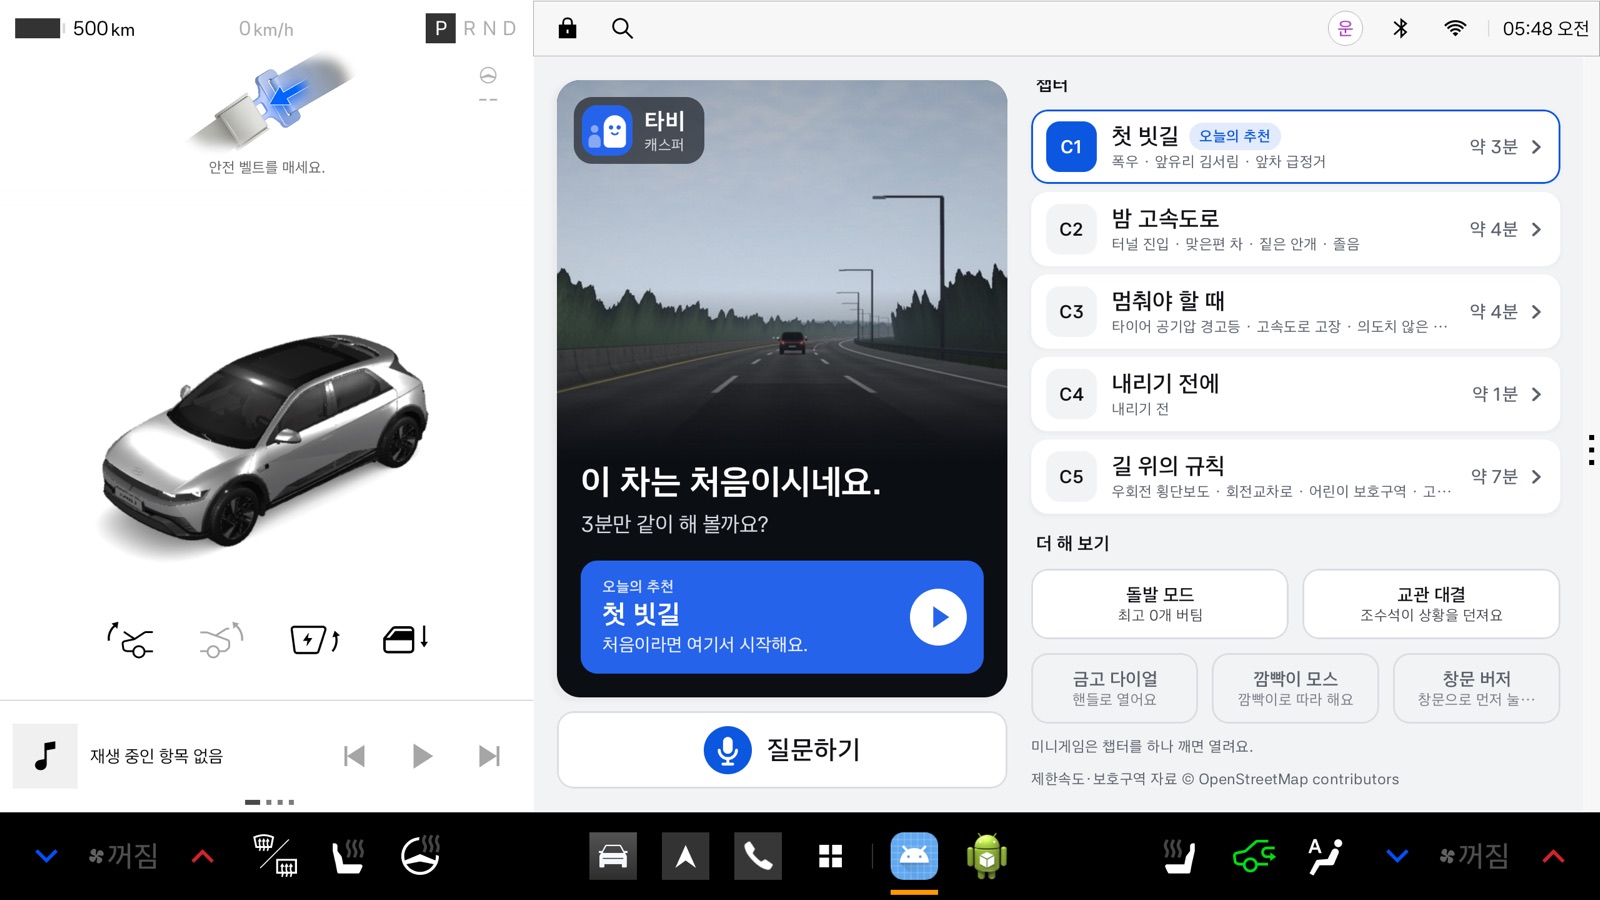 500 km
0 km/h
P R N D
05:48 오전
운
--
안전 벨트를 매세요.
재생 중인 항목 없음
타비
캐스퍼
이 차는 처음이시네요.
3분만 같이 해 볼까요?
오늘의 추천
첫 빗길
처음이라면 여기서 시작해요.
질문하기
챕터
C1
첫 빗길 오늘의 추천
폭우 · 앞유리 김서림 · 앞차 급정거
약 3분
C2
밤 고속도로
터널 진입 · 맞은편 차 · 짙은 안개 · 졸음
약 4분
C3
멈춰야 할 때
타이어 공기압 경고등 · 고속도로 고장 · 의도치 않은 ···
약 4분
C4
내리기 전에
내리기 전
약 1분
C5
길 위의 규칙
우회전 횡단보도 · 회전교차로 · 어린이 보호구역 · 고···
약 7분
더 해 보기
돌발 모드
최고 0개 버팀
교관 대결
조수석이 상황을 던져요
금고 다이얼
핸들로 열어요
깜빡이 모스
깜빡이로 따라 해요
창문 버저
창문으로 먼저 눌···
미니게임은 챕터를 하나 깨면 열려요.
제한속도·보호구역 자료 © OpenStreetMap contributors
꺼짐
A
꺼짐